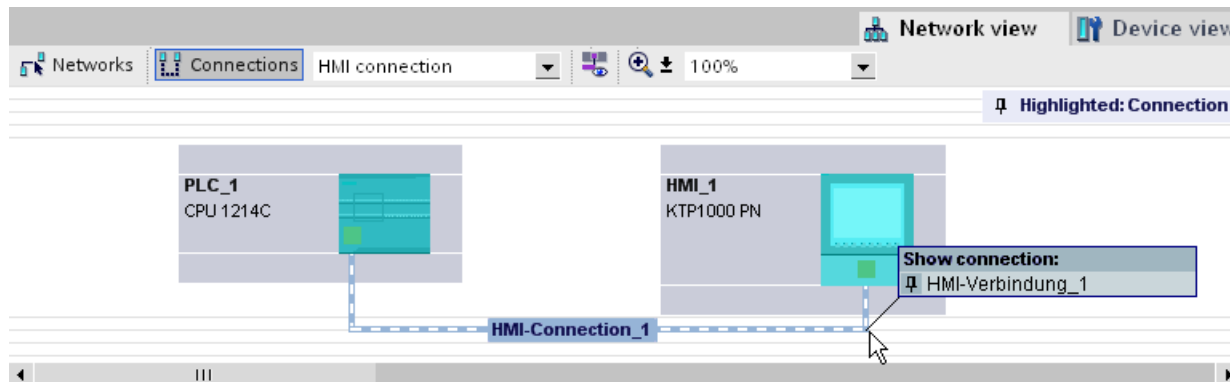 Network view
Device view
Networks
Connections
HMI connection
100%
Highlighted: Connection
PLC_1
CPU 1214C
HMI_1
KTP1000 PN
Show connection:
HMI-Verbindung_1
HMI-Connection_1